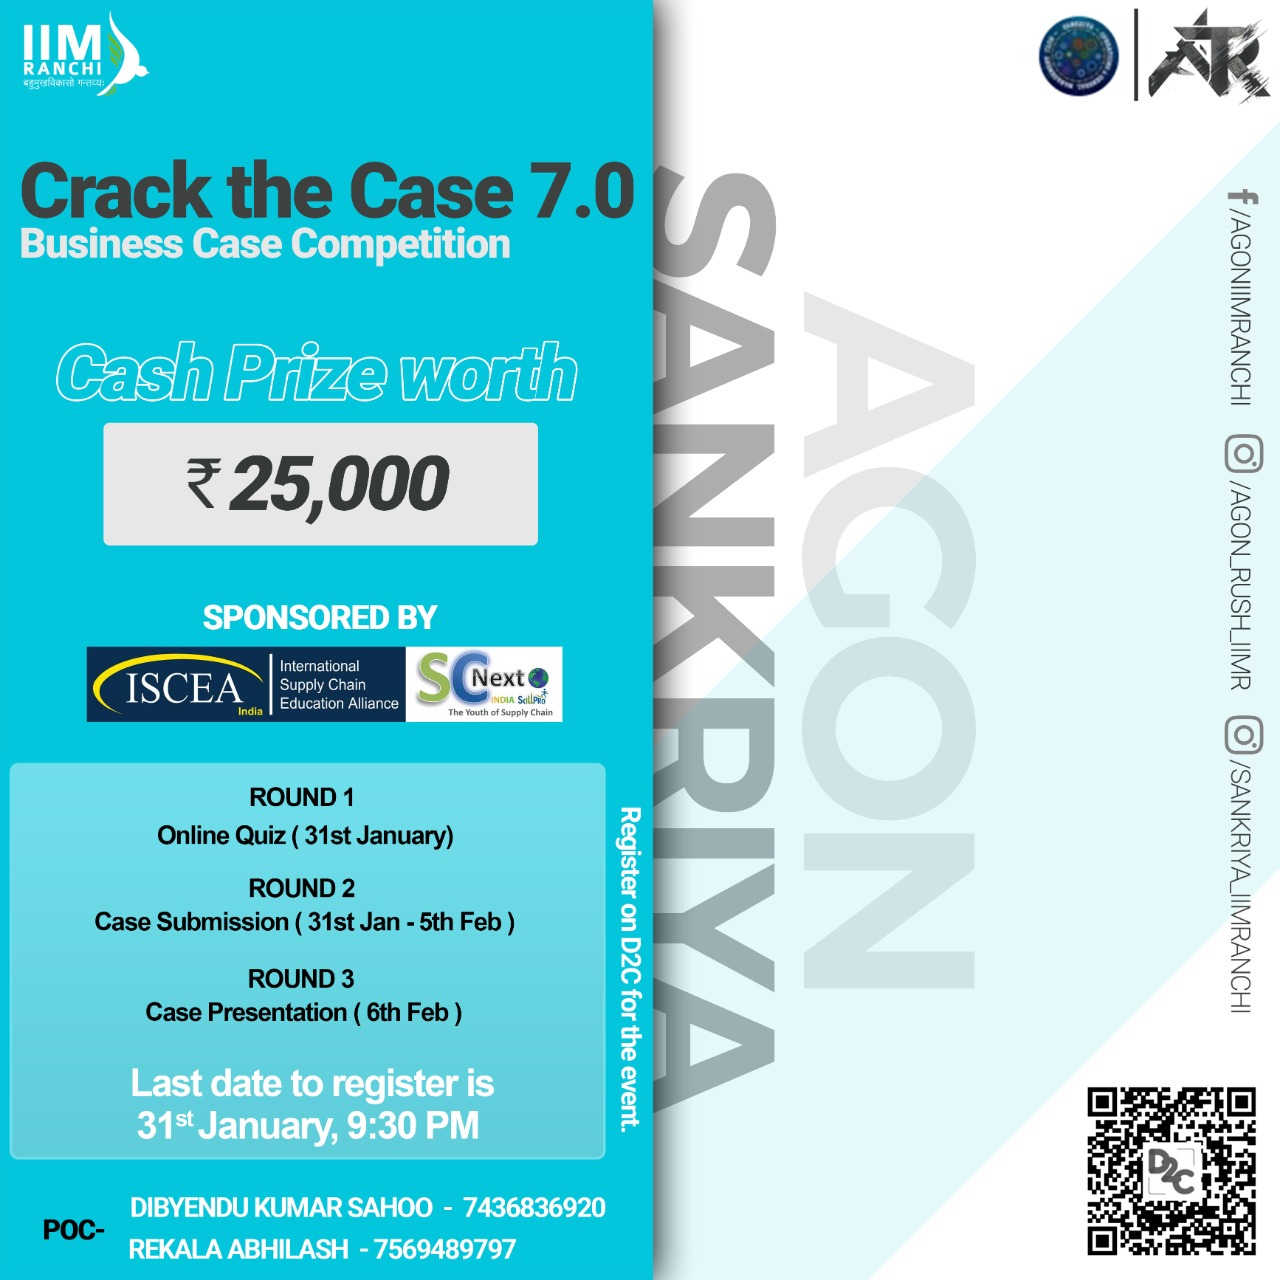 IIM
RANCHI
बहुमुखविकासो गन्तव्यः
Crack the Case 7.0
Business Case Competition
Cash Prize worth
₹ 25,000
SPONSORED BY
ISCEA
India
International
Supply Chain
Education Alliance
SC Next
INDIA
The Youth of Supply Chain
ROUND 1
Online Quiz ( 31st January)
ROUND 2
Case Submission ( 31st Jan - 5th Feb )
ROUND 3
Case Presentation ( 6th Feb )
Last date to register is
31st January, 9:30 PM
Register on D2C for the event.
POC-
DIBYENDU KUMAR SAHOO - 7436836920
REKALA ABHILASH - 7569489797
SANKRIYA
AGON
/AGONIIMRANCHI
/AGON_RUSH_IIMR
/SANKRIYA_IIMRANCHI
D2C